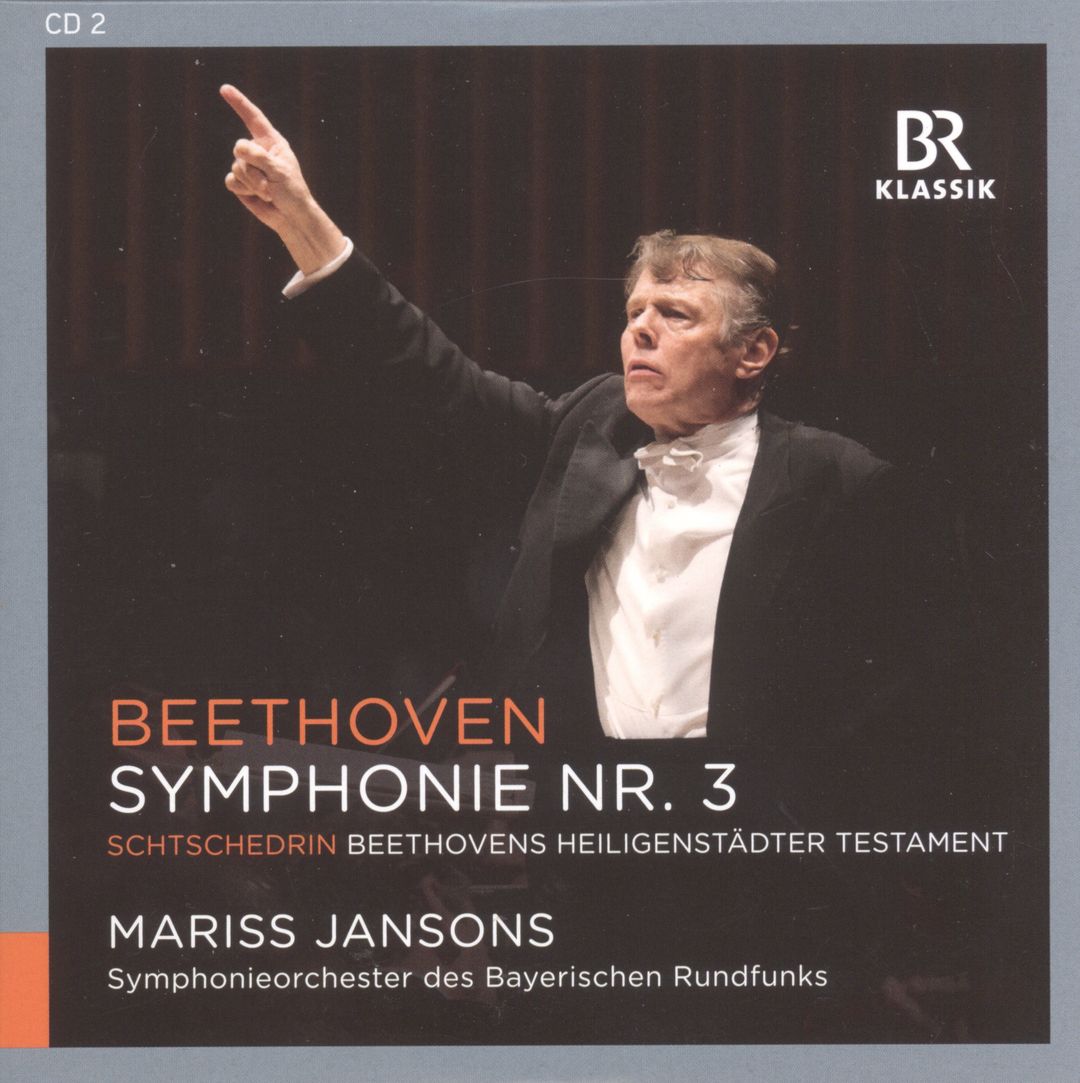 CD 2
BR
KLASSIK
BEETHOVEN
SYMPHONIE NR. 3
SCHTSCHEDRIN BEETHOVENS HEILIGENSTÄDTER TESTAMENT
MARISS JANSONS
Symphonieorchester des Bayerischen Rundfunks